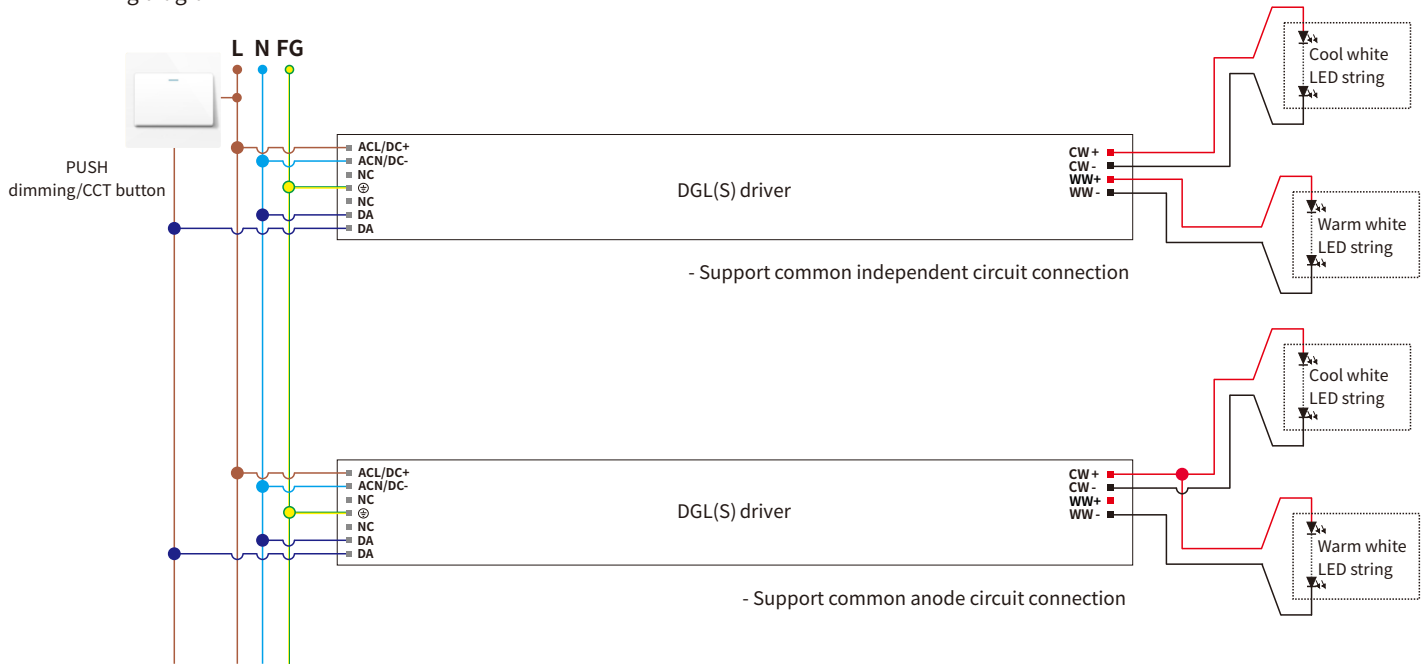 L N FG
PUSH
dimming/CCT button
ACL/DC+
ACN/DC-
NC
NC
DA
DA
DGL(S) driver
CW+
CW-
WW+
WW-
Cool white
LED string
Warm white
LED string
- Support common independent circuit connection
ACL/DC+
ACN/DC-
NC
NC
DA
DA
DGL(S) driver
CW+
CW-
WW+
WW-
Cool white
LED string
Warm white
LED string
- Support common anode circuit connection